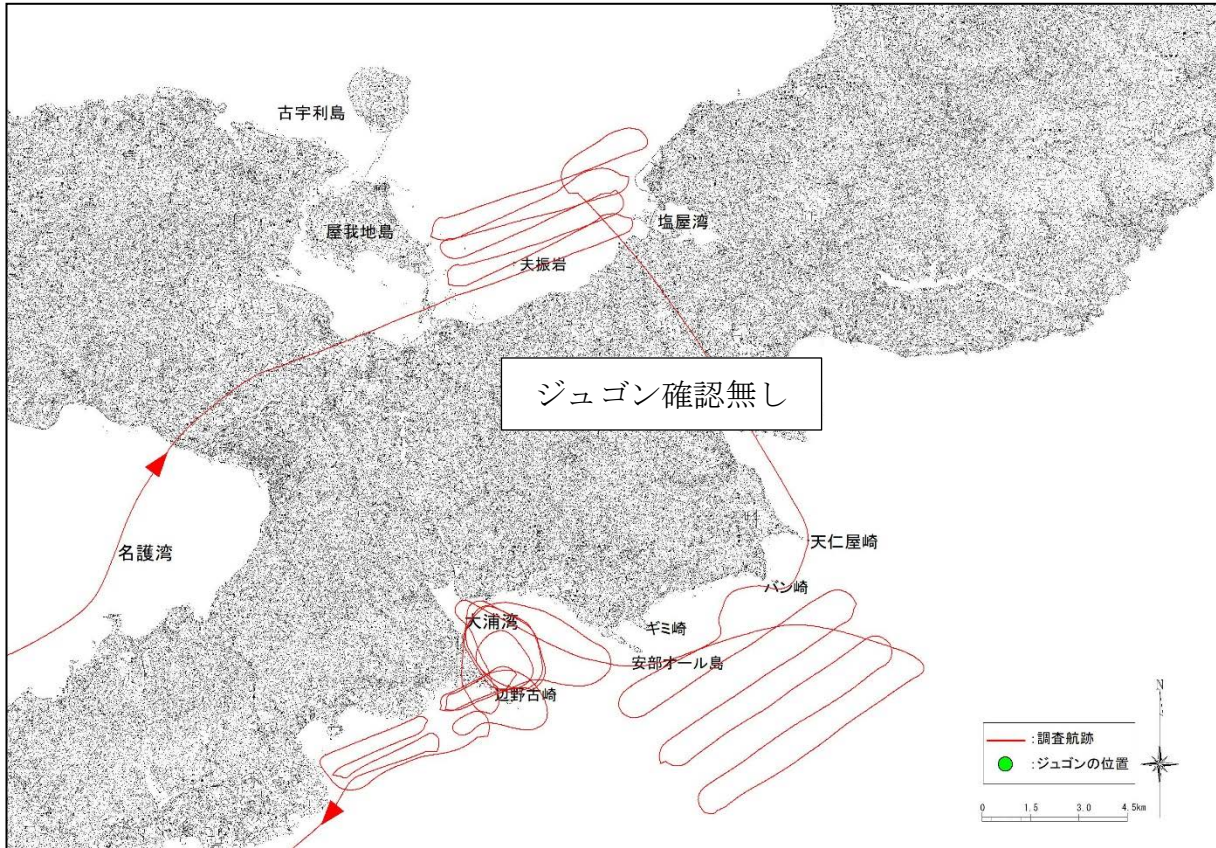 古宇利島
屋我地島
塩屋湾
夫振岩
ジュゴン確認無し
名護湾
天仁屋崎
バン崎
大浦湾
ギミ崎
安部オール島
辺野古崎
N
:調査航跡
:ジュゴンの位置
0 1.5 3.0 4.5km